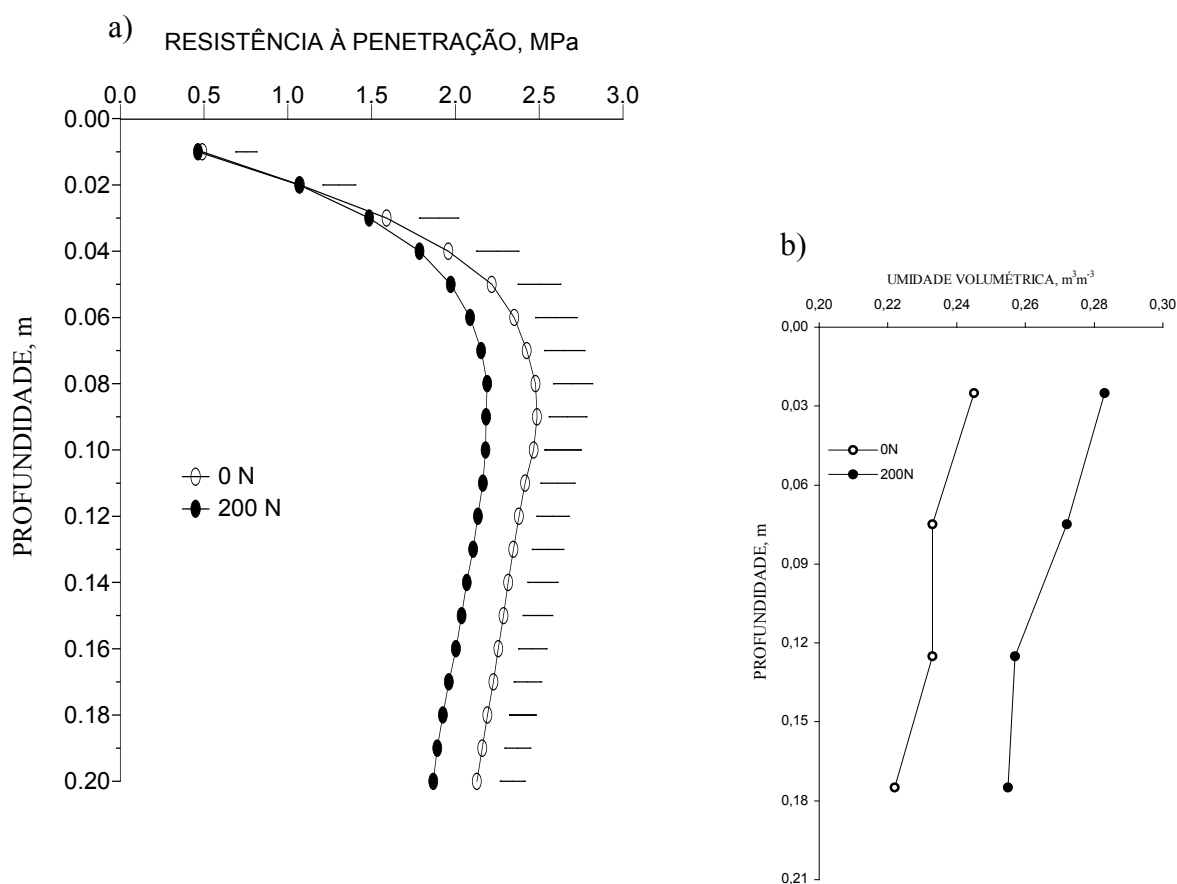 a)
RESISTÊNCIA À PENETRAÇÃO, MPa
0.0 0.5 1.0 1.5 2.0 2.5 3.0
0.00
0.02
0.04
0.06
0.08
0.10
0.12
0.14
0.16
0.18
0.20
PROFUNDIDADE, m
0 N
200 N
b)
UMIDADE VOLUMÉTRICA, m³m⁻³
0,20 0,22 0,24 0,26 0,28 0,30
0,00
0,03
0,06
0,09
0,12
0,15
0,18
0,21
PROFUNDIDADE, m
0N
200N